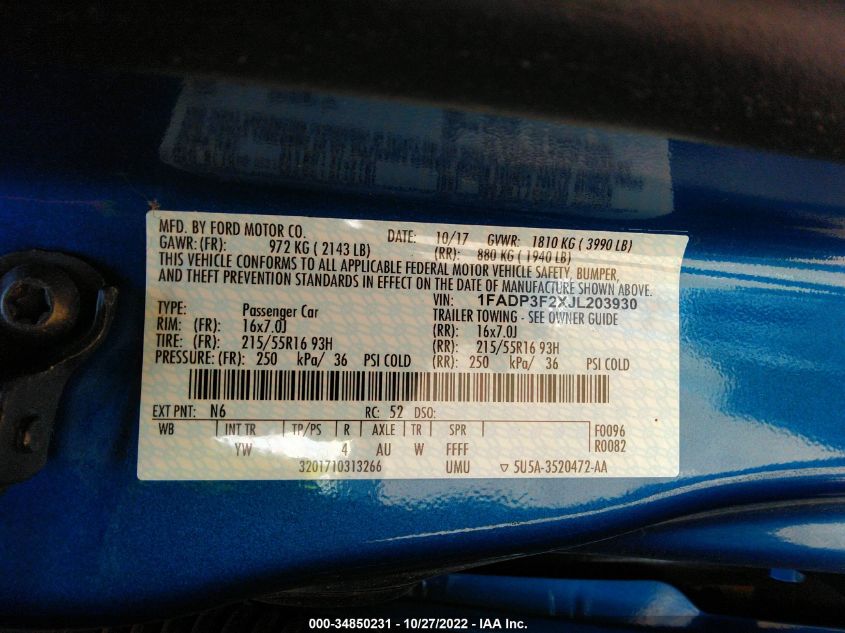 MFD. BY FORD MOTOR CO. DATE: 10/17 GVWR: 1810 KG ( 3990 LB)
GAWR: (FR): 972 KG ( 2143 LB) (RR): 880 KG ( 1940 LB)
THIS VEHICLE CONFORMS TO ALL APPLICABLE FEDERAL MOTOR VEHICLE SAFETY, BUMPER,
AND THEFT PREVENTION STANDARDS IN EFFECT ON THE DATE OF MANUFACTURE SHOWN ABOVE.
VIN: 1FADP3F2XJL203930
TYPE: Passenger Car TRAILER TOWING - SEE OWNER GUIDE
RIM: (FR): 16x7.0J (RR): 16x7.0J
TIRE: (FR): 215/55R16 93H (RR): 215/55R16 93H
PRESSURE: (FR): 250 kPa/ 36 PSI COLD (RR): 250 kPa/ 36 PSI COLD
EXT PNT: N6 RC: 52 DSO:
WB INT TR TP/PS R AXLE TR SPR F0096
YW 4 AU W FFFF R0082
3201710313266 UMU ▽ 5U5A-3520472-AA
000-34850231 - 10/27/2022 - IAA Inc.